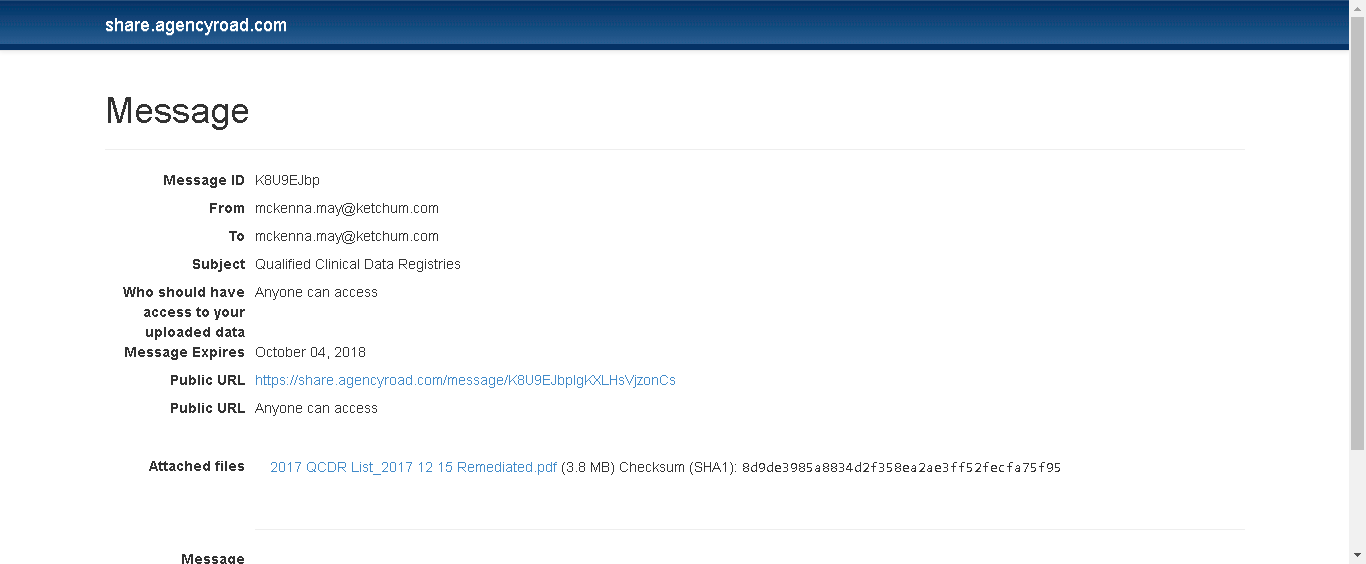 share.agencyroad.com
Message
Message ID K8U9EJbp
From mckenna.may@ketchum.com
To mckenna.may@ketchum.com
Subject Qualified Clinical Data Registries
Who should have Anyone can access
access to your
uploaded data
Message Expires October 04, 2018
Public URL https://share.agencyroad.com/message/K8U9EJbpIgKXLHsVjzonCs
Public URL Anyone can access
Attached files 2017 QCDR List_2017 12 15 Remediated.pdf (3.8 MB) Checksum (SHA1): 8d9de3985a8834d2f358ea2ae3ff52fecfa75f95
Message